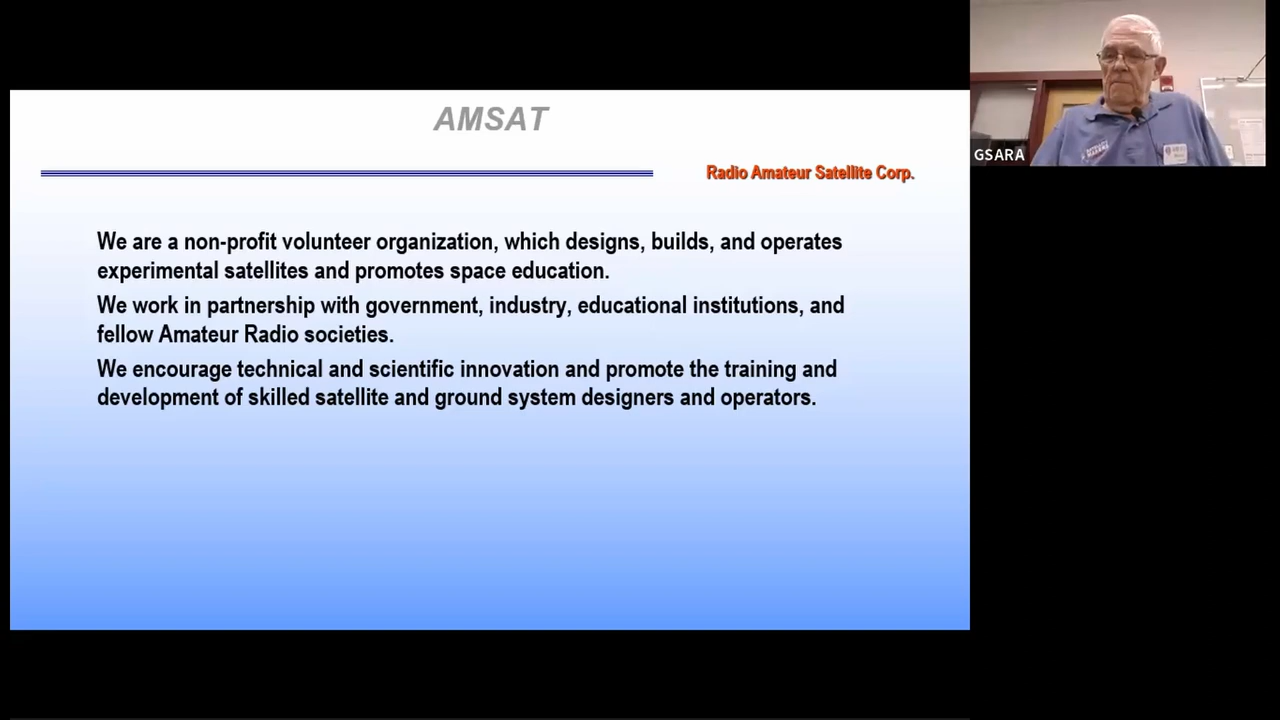 AMSAT
Radio Amateur Satellite Corp.
We are a non-profit volunteer organization, which designs, builds, and operates
experimental satellites and promotes space education.
We work in partnership with government, industry, educational institutions, and
fellow Amateur Radio societies.
We encourage technical and scientific innovation and promote the training and
development of skilled satellite and ground system designers and operators.
GSARA